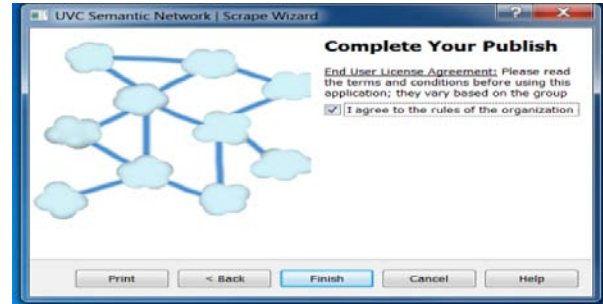 UVC Semantic Network | Scrape Wizard
Complete Your Publish
End User License Agreement: Please read
the terms and conditions before using this
application; they vary based on the group
I agree to the rules of the organization
Print
< Back
Finish
Cancel
Help